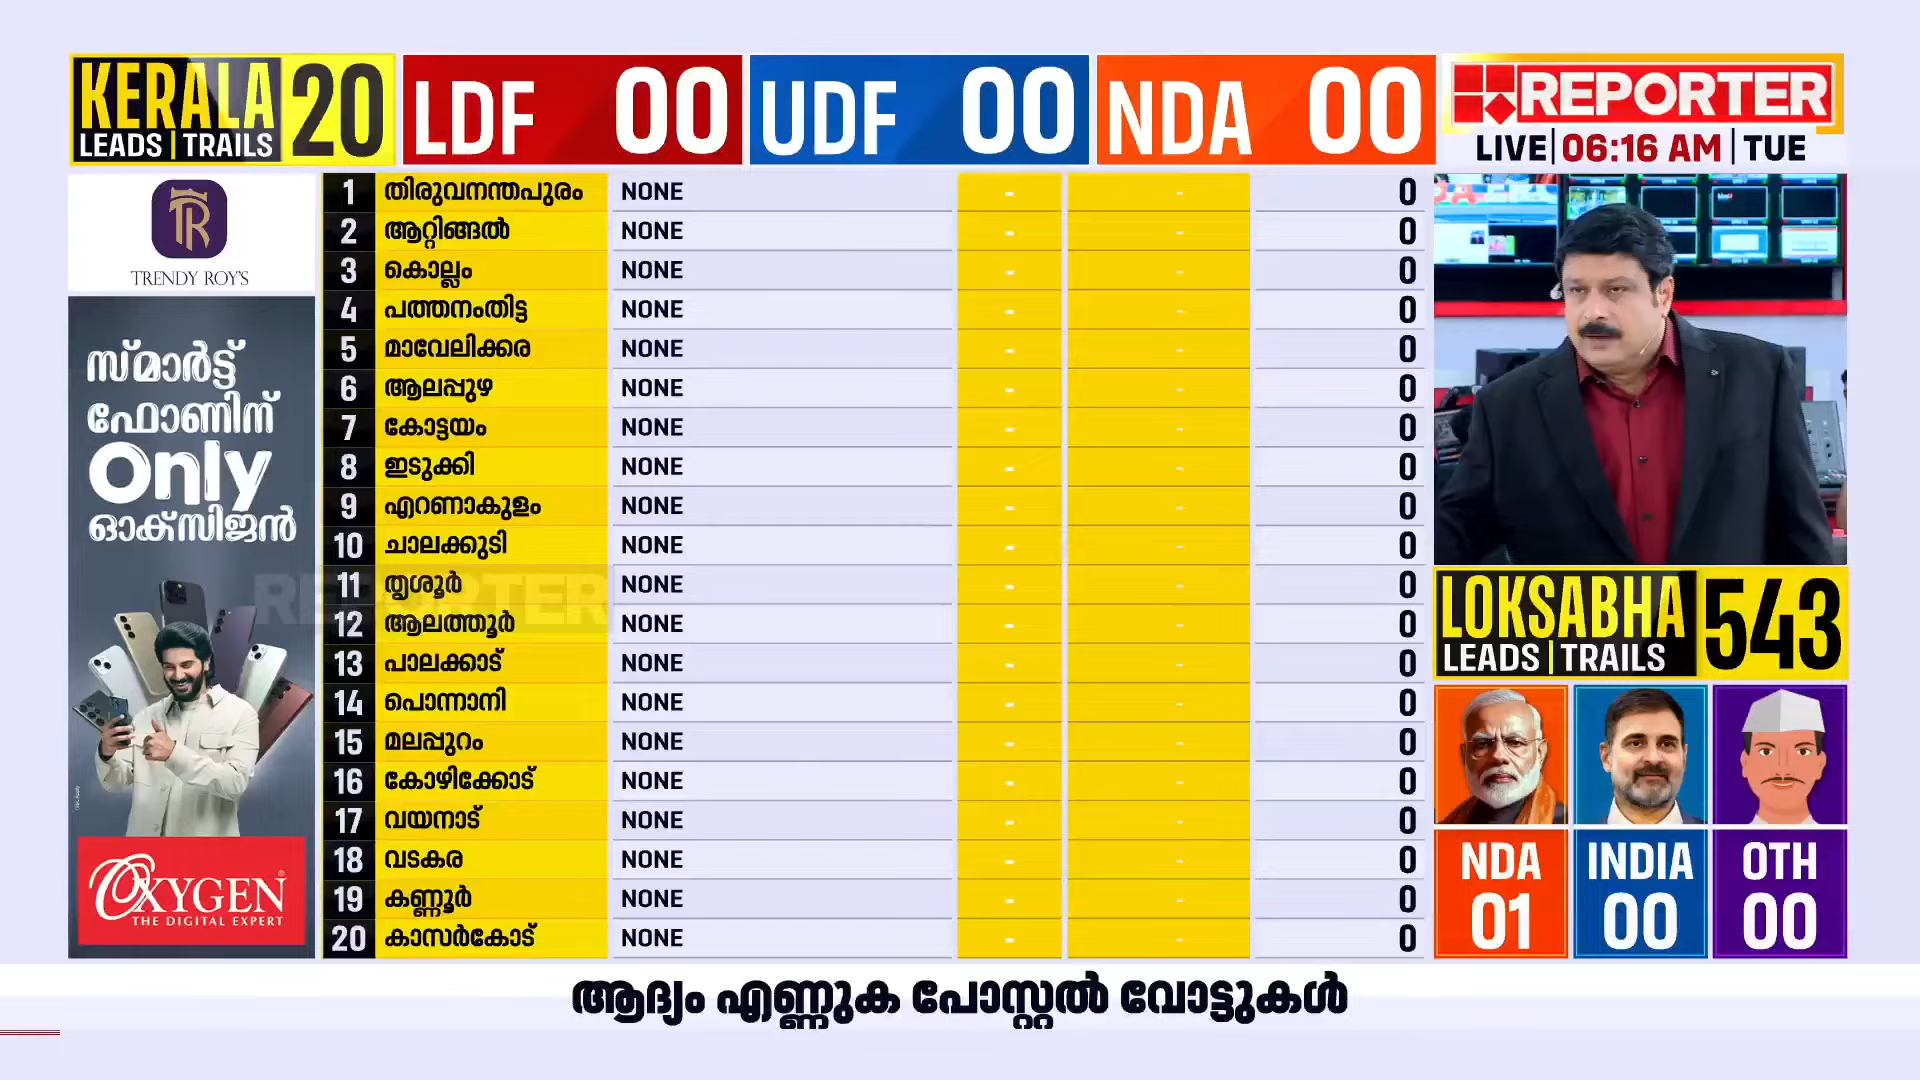 KERALA
LEADS | TRAILS
20
LDF 00
UDF 00
NDA 00
REPORTER
LIVE | 06:16 AM | TUE
TR
TRENDY ROY'S
സ്മാർട്ട്
ഫോണിന്
Only
ഓക്സിജൻ
OXYGEN
THE DIGITAL EXPERT
1 തിരുവനന്തപുരം NONE - - 0
2 ആറ്റിങ്ങൽ NONE - - 0
3 കൊല്ലം NONE - - 0
4 പത്തനംതിട്ട NONE - - 0
5 മാവേലിക്കര NONE - - 0
6 ആലപ്പുഴ NONE - - 0
7 കോട്ടയം NONE - - 0
8 ഇടുക്കി NONE - - 0
9 എറണാകുളം NONE - - 0
10 ചാലക്കുടി NONE - - 0
11 തൃശൂർ NONE - - 0
12 ആലത്തൂർ NONE - - 0
13 പാലക്കാട് NONE - - 0
14 പൊന്നാനി NONE - - 0
15 മലപ്പുറം NONE - - 0
16 കോഴിക്കോട് NONE - - 0
17 വയനാട് NONE - - 0
18 വടകര NONE - - 0
19 കണ്ണൂർ NONE - - 0
20 കാസർകോട് NONE - - 0
REPORTER
LOKSABHA
LEADS | TRAILS
543
NDA INDIA OTH
01 00 00
ആദ്യം എണ്ണുക പോസ്റ്റൽ വോട്ടുകൾ